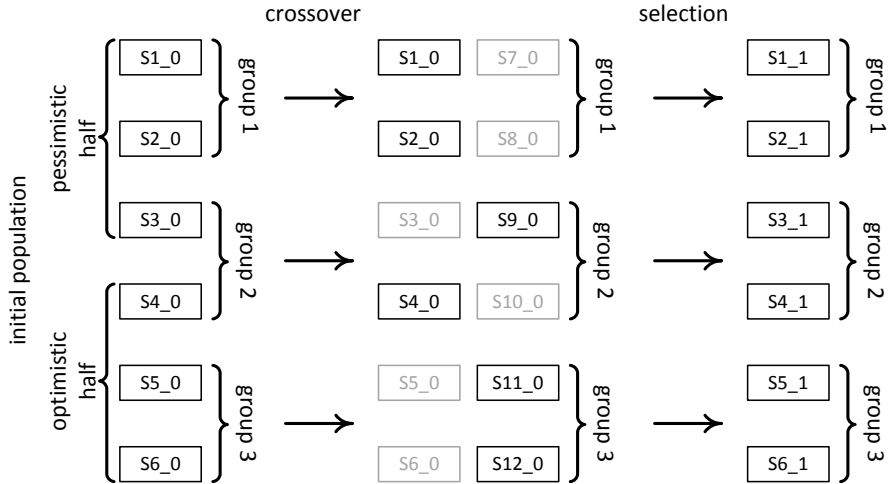 crossover
selection
initial population
pessimistic
half
optimistic
half
S1_0
S2_0
group 1
S1_0
S7_0
S2_0
S8_0
group 1
S1_1
S2_1
group 1
S3_0
S4_0
group 2
S3_0
S9_0
S4_0
S10_0
group 2
S3_1
S4_1
group 2
S5_0
S6_0
group 3
S5_0
S11_0
S6_0
S12_0
group 3
S5_1
S6_1
group 3